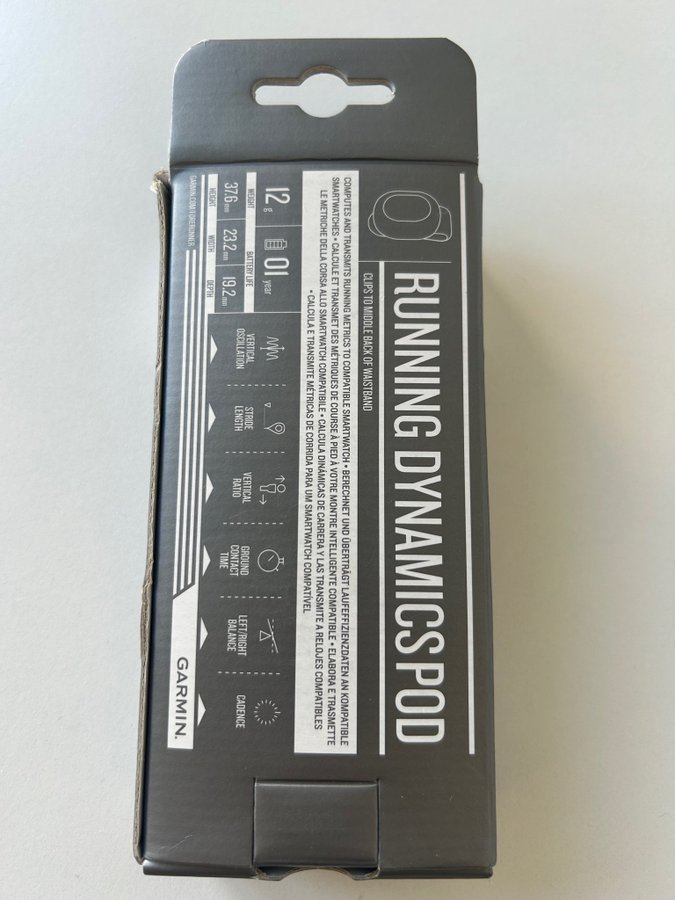 RUNNING DYNAMICS POD
CLIPS TO MIDDLE BACK OF WAISTBAND
COMPUTES AND TRANSMITS RUNNING METRICS TO COMPATIBLE SMARTWATCH • BERECHNET UND ÜBERTRÄGT LAUFEFFIZIENZDATEN AN KOMPATIBLE
SMARTWATCHES • CALCULE ET TRANSMET DES MÉTRIQUES DE COURSE À PIED À VOTRE MONTRE INTELLIGENTE COMPATIBLE • ELABORA E TRASMETTE
LE METRICHE DELLA CORSA ALLO SMARTWATCH COMPATIBILE • CALCULA DINÁMICAS DE CARRERA Y LAS TRANSMITE A RELOJES COMPATIBLES
• CALCULA E TRANSMITE MÉTRICAS DE CORRIDA PARA UM SMARTWATCH COMPATÍVEL
12 g
01 year
WEIGHT
BATTERY LIFE
37.6 mm
23.2 mm
19.2 mm
HEIGHT
WIDTH
DEPTH
VERTICAL
OSCILLATION
STRIDE
LENGTH
VERTICAL
RATIO
GROUND
CONTACT
TIME
LEFT/RIGHT
BALANCE
CADENCE
GARMIN.COM/FORERUNNER
GARMIN.